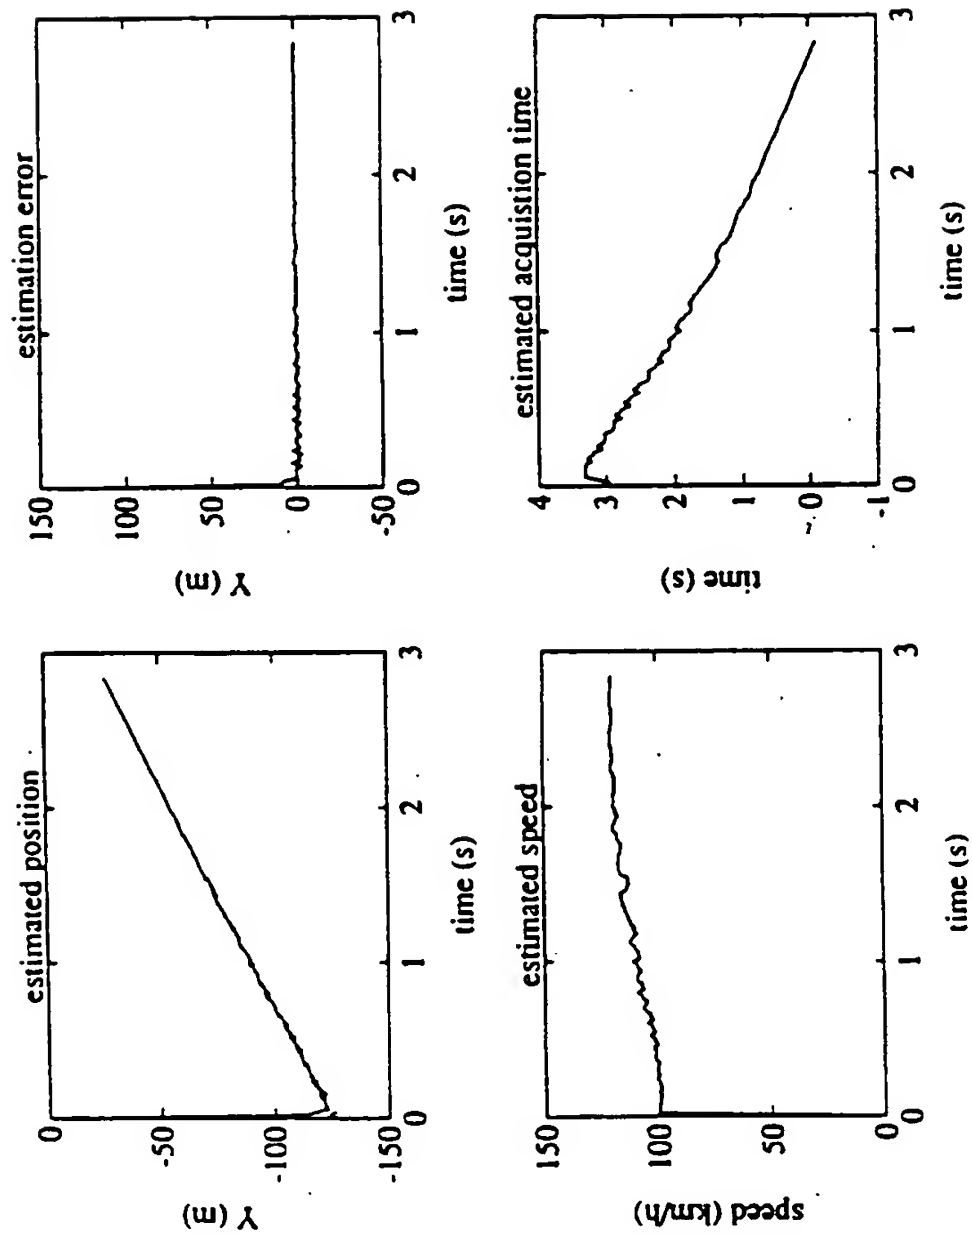 estimated position
0
-50
-100
-150
Y (m)
0
1
2
3
time (s)
estimation error
150
100
50
0
-50
Y (m)
0
1
2
3
time (s)
estimated speed
150
100
50
0
speed (km/h)
0
1
2
3
time (s)
estimated acquistion time
4
3
2
1
0
-1
time (s)
0
1
2
3
time (s)